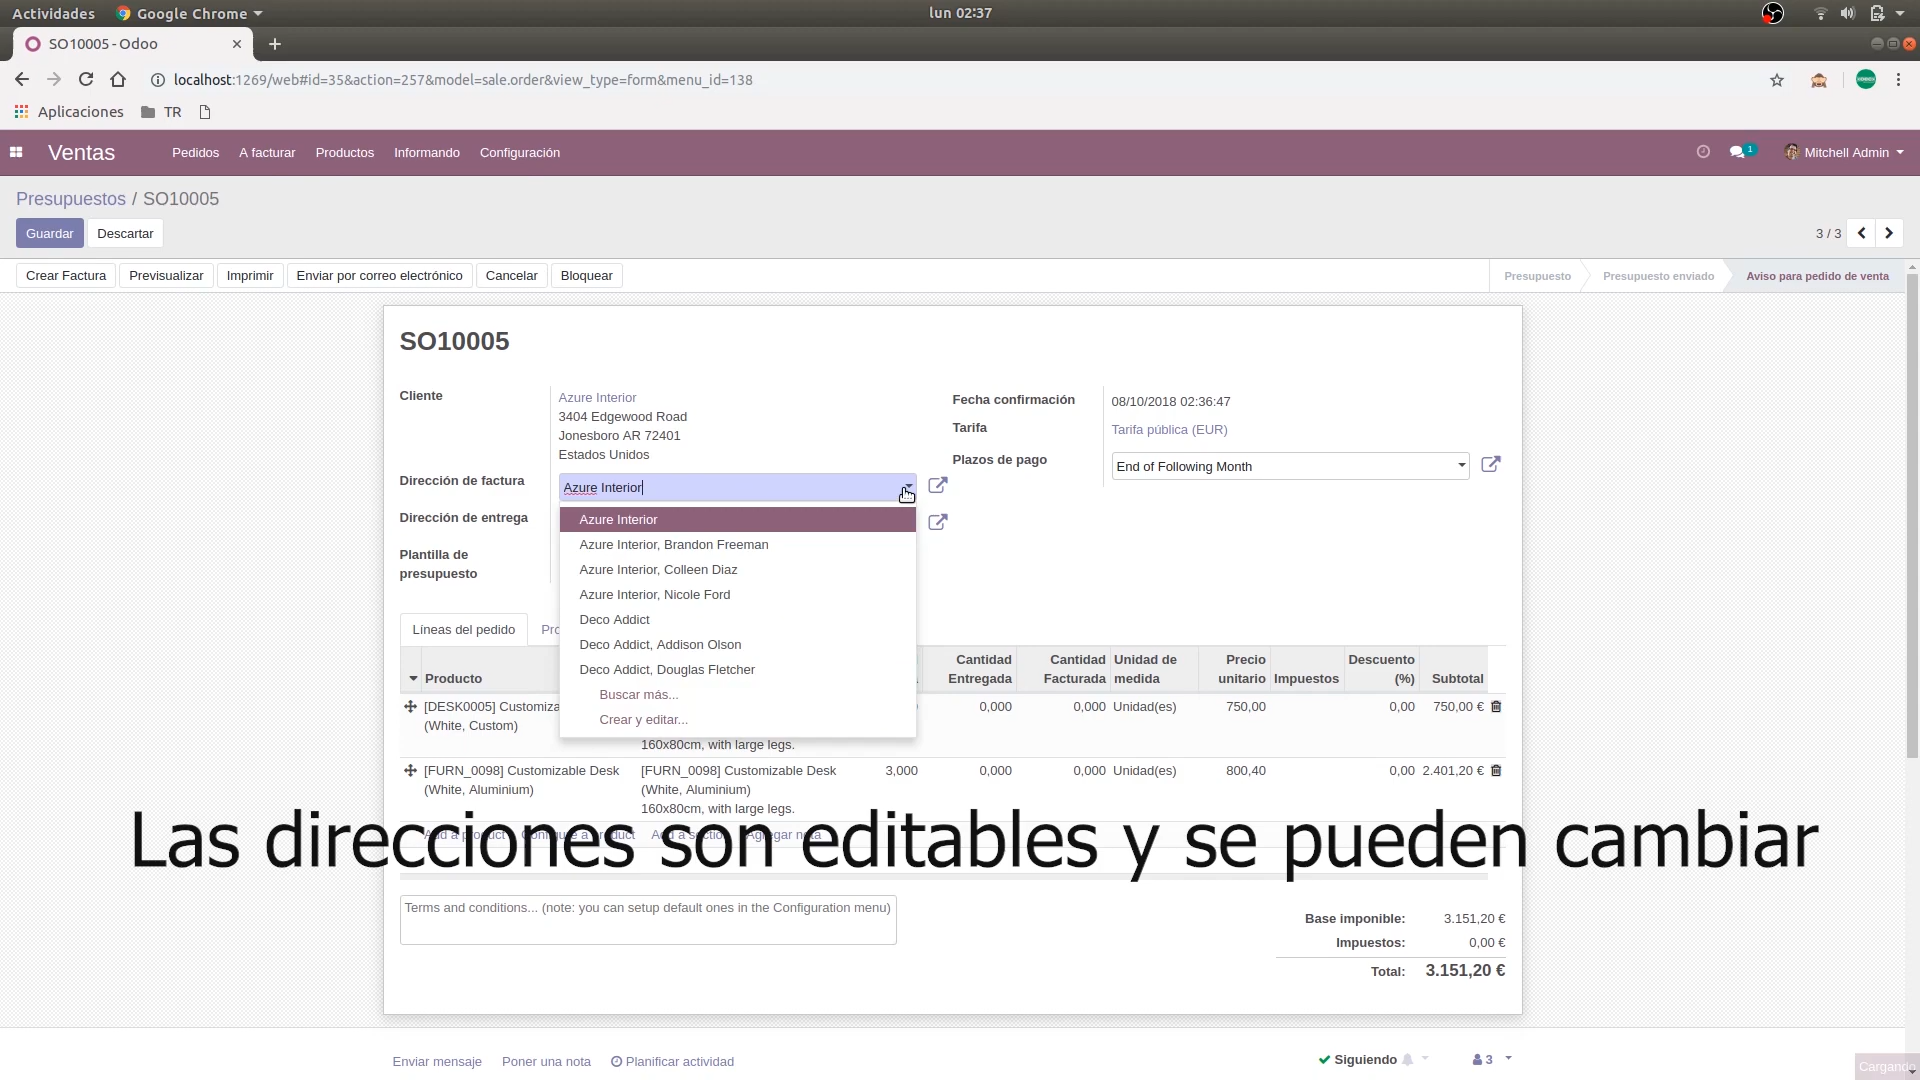 Actividades Google Chrome lun 02:37
SO10005 - Odoo
localhost:1269/web#id=35&action=257&model=sale.order&view_type=form&menu_id=138
Aplicaciones TR
Ventas Pedidos A facturar Productos Informando Configuración 1 Mitchell Admin
Presupuestos / SO10005
Guardar Descartar 3 / 3
Crear Factura Previsualizar Imprimir Enviar por correo electrónico Cancelar Bloquear Presupuesto Presupuesto enviado Aviso para pedido de venta
SO10005
Cliente Azure Interior
3404 Edgewood Road
Jonesboro AR 72401
Estados Unidos
Fecha confirmación 08/10/2018 02:36:47
Tarifa Tarifa pública (EUR)
Plazos de pago End of Following Month
Dirección de factura Azure Interior
Dirección de entrega
Plantilla de
presupuesto
Azure Interior
Azure Interior, Brandon Freeman
Azure Interior, Colleen Diaz
Azure Interior, Nicole Ford
Deco Addict
Deco Addict, Addison Olson
Deco Addict, Douglas Fletcher
Buscar más...
Crear y editar...
Líneas del pedido
Producto Cantidad Entregada Cantidad Facturada Unidad de medida Precio unitario Impuestos Descuento (%) Subtotal
[DESK0005] Customiza 0,000 0,000 Unidad(es) 750,00 0,00 750,00 €
(White, Custom)
160x80cm, with large legs.
[FURN_0098] Customizable Desk [FURN_0098] Customizable Desk 3,000 0,000 0,000 Unidad(es) 800,40 0,00 2.401,20 €
(White, Aluminium) (White, Aluminium)
160x80cm, with large legs.
Add a product Configure a product Add a section Agregar nota
Las direcciones son editables y se pueden cambiar
Terms and conditions... (note: you can setup default ones in the Configuration menu)
Base imponible: 3.151,20 €
Impuestos: 0,00 €
Total: 3.151,20 €
Enviar mensaje Poner una nota Planificar actividad Siguiendo 3
Cargando